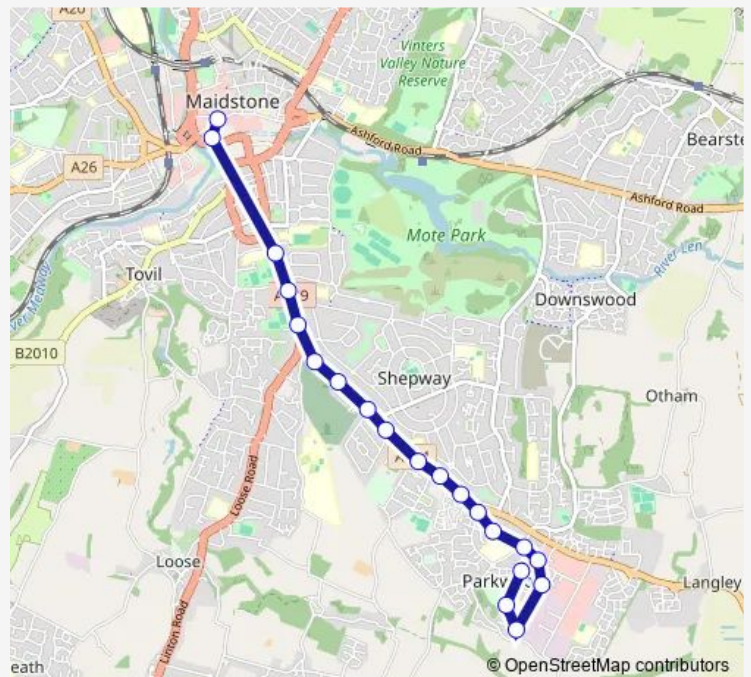 A20
Vinters
Valley Nature
Reserve
Maidstone
Ashford Road
A26
Bearste
Ashford Road
Mote Park
River Len
Tovil
ver Medway
Downswood
B2010
Shepway
Otham
Loose Road
Loose
Parkw
Langley
Linton Road
eath
© OpenStreetMap contributors